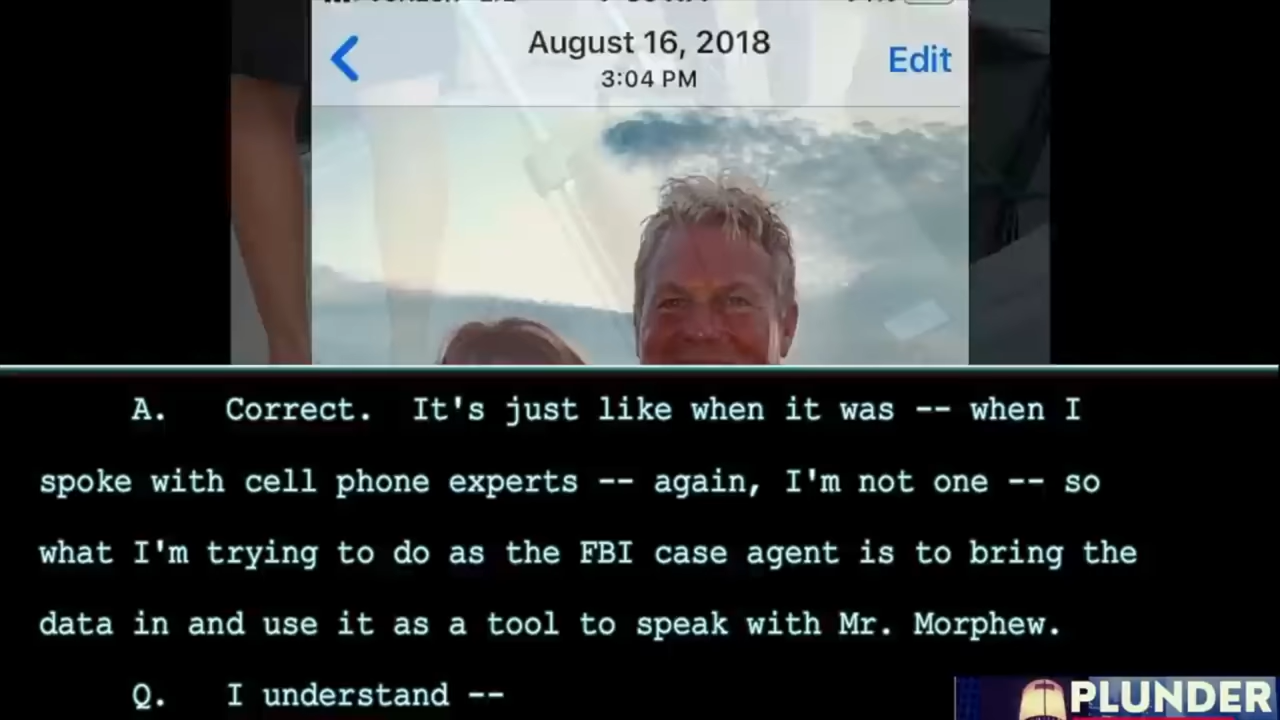 August 16, 2018
Edit
3:04 PM
A. Correct. It's just like when it was -- when I
spoke with cell phone experts -- again, I'm not one -- so
what I'm trying to do as the FBI case agent is to bring the
data in and use it as a tool to speak with Mr. Morphew.
Q. I understand --
PLUNDER